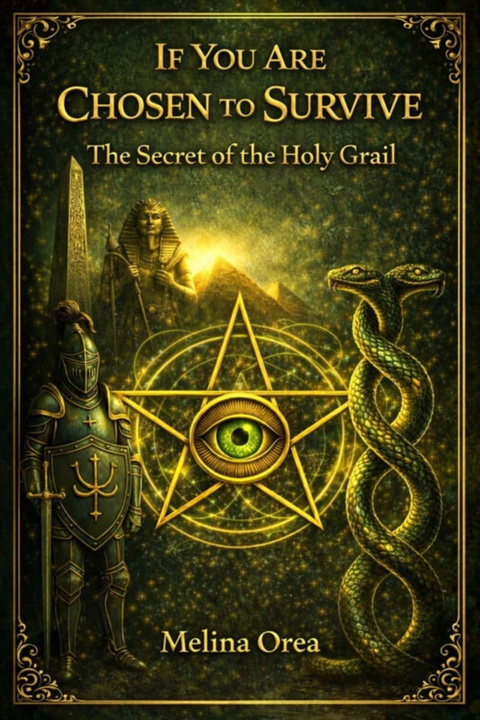 If You Are
Chosen to Survive
The Secret of the Holy Grail
Melina Orea